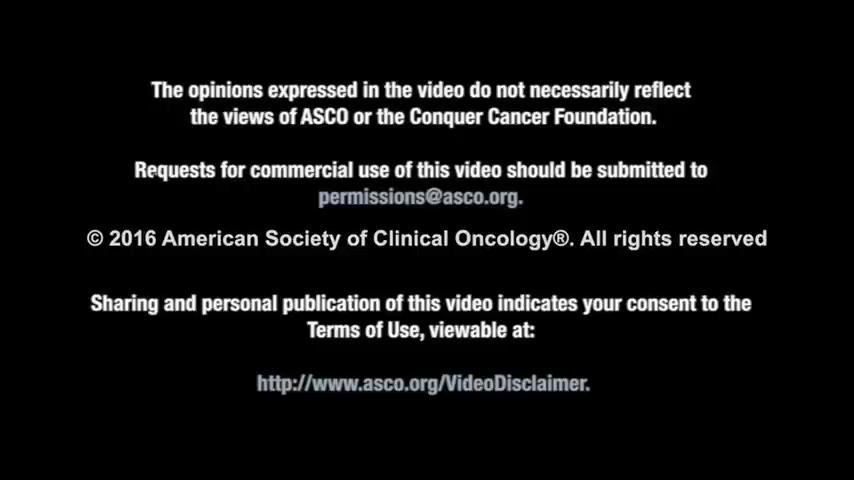 The opinions expressed in the video do not necessarily reflect
the views of ASCO or the Conquer Cancer Foundation.
Requests for commercial use of this video should be submitted to
permissions@asco.org.
© 2016 American Society of Clinical Oncology®. All rights reserved
Sharing and personal publication of this video indicates your consent to the
Terms of Use, viewable at:
http://www.asco.org/VideoDisclaimer.